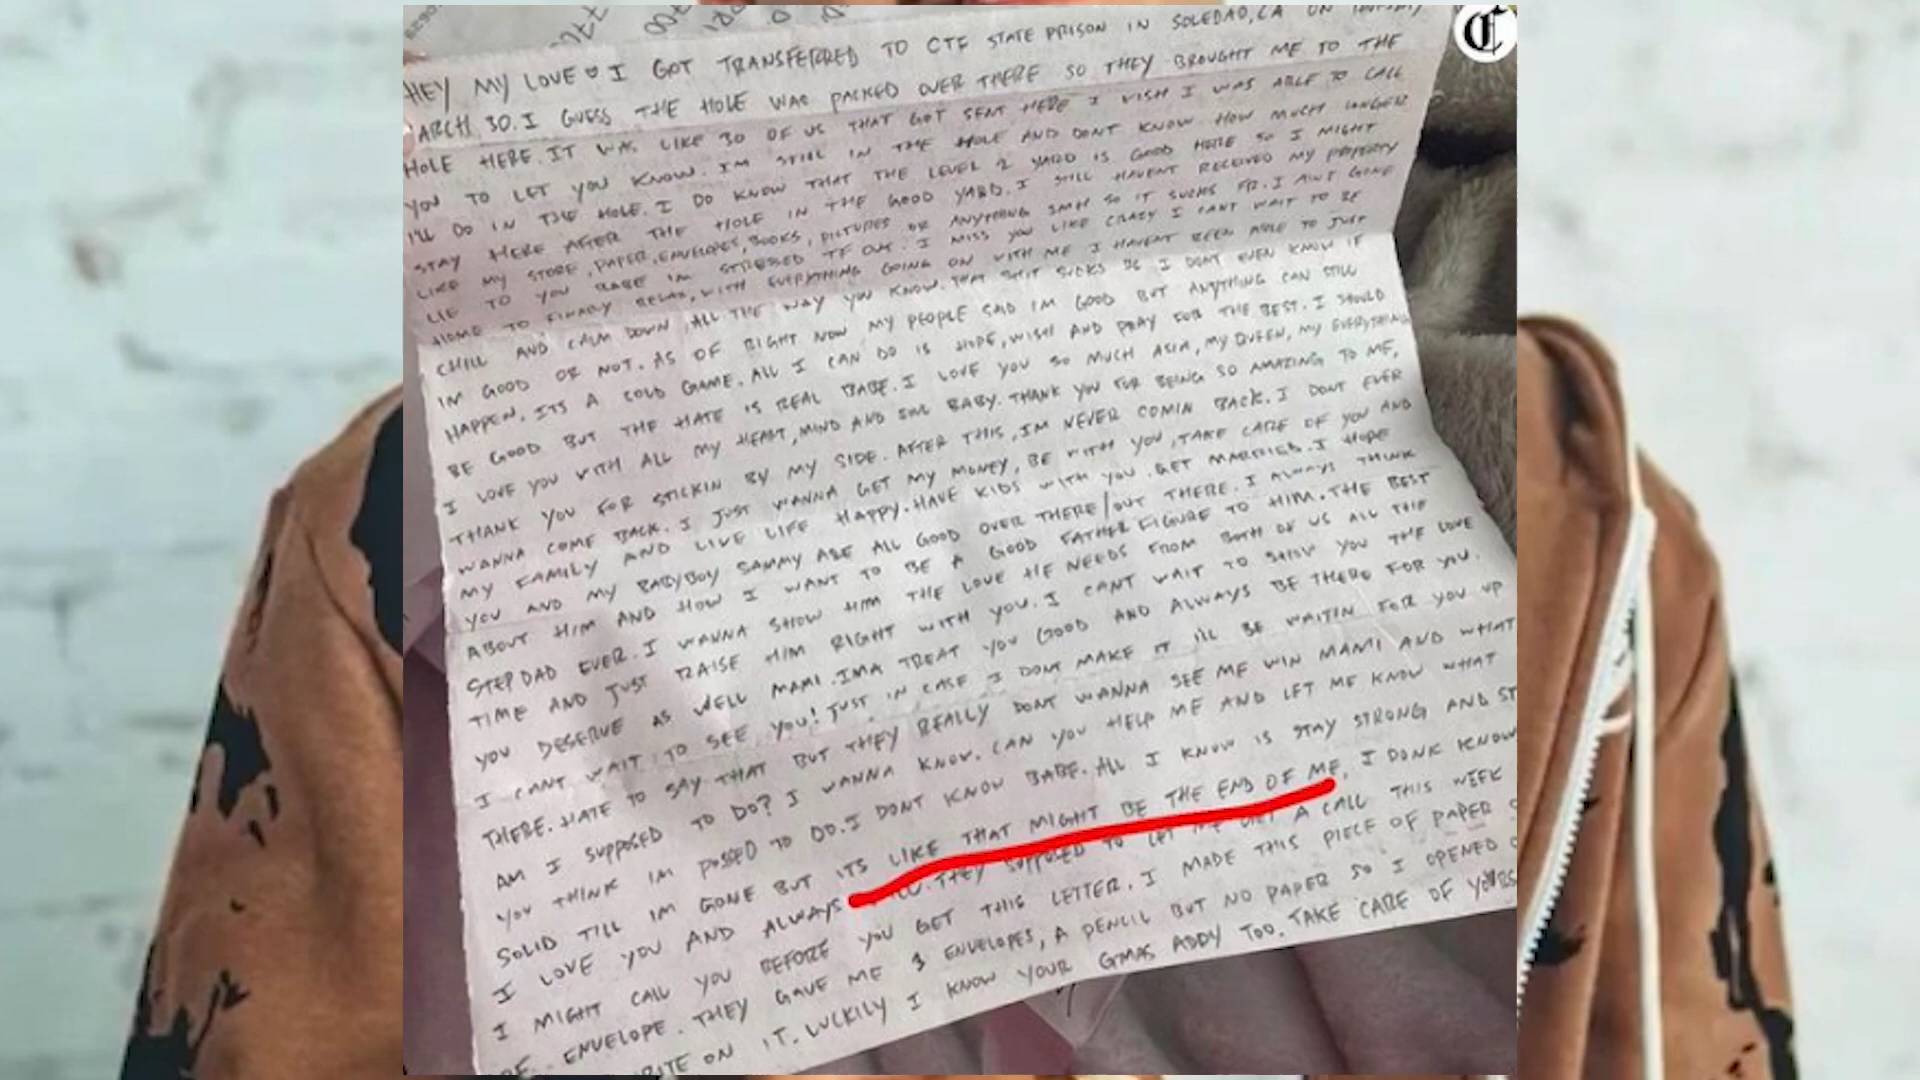 HEY MY LOVE ♡ I GOT TRANSFERRED TO CTF STATE PRISON IN SOLEDAD, CA ON
ARCH 30. I GUESS THE HOLE WAS PACKED OVER THERE SO THEY BROUGHT ME TO THE
HOLE HERE. IT WAS LIKE 30 OF US THAT GOT SENT HERE I WISH I WAS ABLE TO CALL
YOU TO LET YOU KNOW. IM STILL IN THE HOLE AND DONT KNOW HOW MUCH LONGER
I'LL DO IN THE HOLE. I DO KNOW THAT THE LEVEL 2 YARD IS GOOD HERE SO I MIGHT
STAY HERE AFTER THE HOLE IN THE GOOD YARD. I STILL HAVENT RECEIVED MY PROPERTY
LIKE MY STORE, PAPER, ENVELOPES, BOOKS, PICTURES OR ANYTHING SMH SO IT SUCKS FR. I AINT GONE
LIE TO YOU BABE IM STRESSED TF OUT. I MISS YOU LIKE CRAZY I CANT WAIT TO BE
HOME TO FINALLY RELAX, WITH EVERYTHING GOING ON WITH ME I HAVENT BEEN ABLE TO JUST
CHILL AND CALM DOWN ALL THE WAY YOU KNOW. THAT SHIT SUCKS BC I DONT EVEN KNOW IF
IM GOOD OR NOT. AS OF RIGHT NOW MY PEOPLE SAID IM GOOD BUT ANYTHING CAN STILL
HAPPEN. ITS A COLD GAME. ALL I CAN DO IS HOPE, WISH AND PRAY FOR THE BEST. I SHOULD
BE GOOD BUT THE HATE IS REAL BABE. I LOVE YOU SO MUCH ASIA, MY QUEEN, MY EVERYTHING
I LOVE YOU WITH ALL MY HEART, MIND AND SOUL BABY. THANK YOU FOR BEING SO AMAZING TO ME,
THANK YOU FOR STICKIN BY MY SIDE. AFTER THIS, IM NEVER COMIN BACK. I DONT EVER
WANNA COME BACK. I JUST WANNA GET MY MONEY, BE WITH YOU, TAKE CARE OF YOU AND
MY FAMILY AND LIVE LIFE HAPPY. HAVE KIDS WITH YOU. GET MARRIED. I HOPE
YOU AND MY BABYBOY SAMMY ARE ALL GOOD OVER THERE/OUT THERE. I ALWAYS THINK
ABOUT HIM AND HOW I WANT TO BE A GOOD FATHER FIGURE TO HIM. THE BEST
STEP DAD EVER. I WANNA SHOW HIM THE LOVE HE NEEDS FROM BOTH OF US ALL THE
TIME AND JUST RAISE HIM RIGHT WITH YOU. I CANT WAIT TO SHOW YOU THE LOVE
YOU DESERVE AS WELL MAMI. IMA TREAT YOU GOOD AND ALWAYS BE THERE FOR YOU.
I CANT WAIT TO SEE YOU! JUST IN CASE I DONT MAKE IT ILL BE WAITIN FOR YOU UP
THERE. HATE TO SAY THAT BUT THEY REALLY DONT WANNA SEE ME WIN MAMI AND WHAT
AM I SUPPOSED TO DO? I WANNA KNOW. CAN YOU HELP ME AND LET ME KNOW WHAT
YOU THINK IM POSSED TO DO. I DONT KNOW BABE. ALL I KNOW IS STAY STRONG AND ST
SOLID TILL IM GONE BUT ITS LIKE THAT MIGHT BE THE END OF ME. I DONK KNOW
I LOVE YOU AND ALWAYS THEY SUPPOSED TO LET ME GET A CALL THIS WEEK
I MIGHT CALL YOU BEFORE YOU GET THIS LETTER. I MADE THIS PIECE OF PAPER
ENVELOPE. THEY GAVE ME 3 ENVELOPES, A PENCIL BUT NO PAPER SO I OPENED
ON IT. LUCKILY I KNOW YOUR GMAS ADDY TOO. TAKE CARE OF